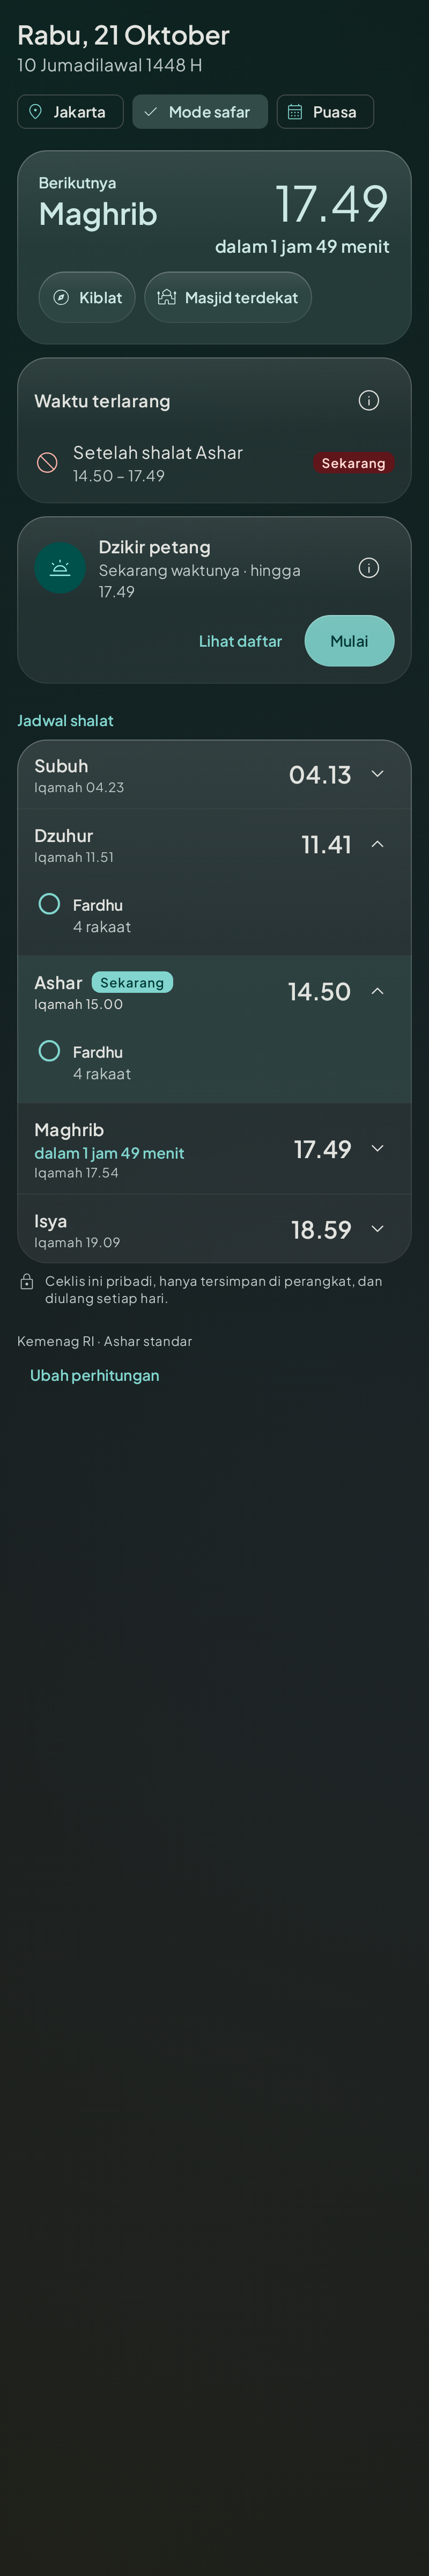 Rabu, 21 Oktober
10 Jumadilawal 1448 H
Jakarta
Mode safar
Puasa
Berikutnya
Maghrib
17.49
dalam 1 jam 49 menit
Kiblat
Masjid terdekat
Waktu terlarang
Setelah shalat Ashar
14.50 – 17.49
Sekarang
Dzikir petang
Sekarang waktunya · hingga
17.49
Lihat daftar
Mulai
Jadwal shalat
Subuh
Iqamah 04.23
04.13
Dzuhur
Iqamah 11.51
11.41
Fardhu
4 rakaat
Ashar
Sekarang
Iqamah 15.00
14.50
Fardhu
4 rakaat
Maghrib
dalam 1 jam 49 menit
Iqamah 17.54
17.49
Isya
Iqamah 19.09
18.59
Ceklis ini pribadi, hanya tersimpan di perangkat, dan
diulang setiap hari.
Kemenag RI · Ashar standar
Ubah perhitungan